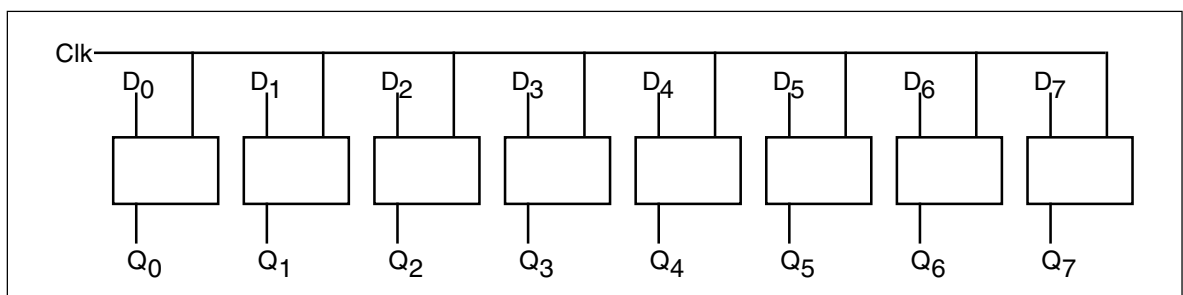 Clk
D0 D1 D2 D3 D4 D5 D6 D7
Q0 Q1 Q2 Q3 Q4 Q5 Q6 Q7